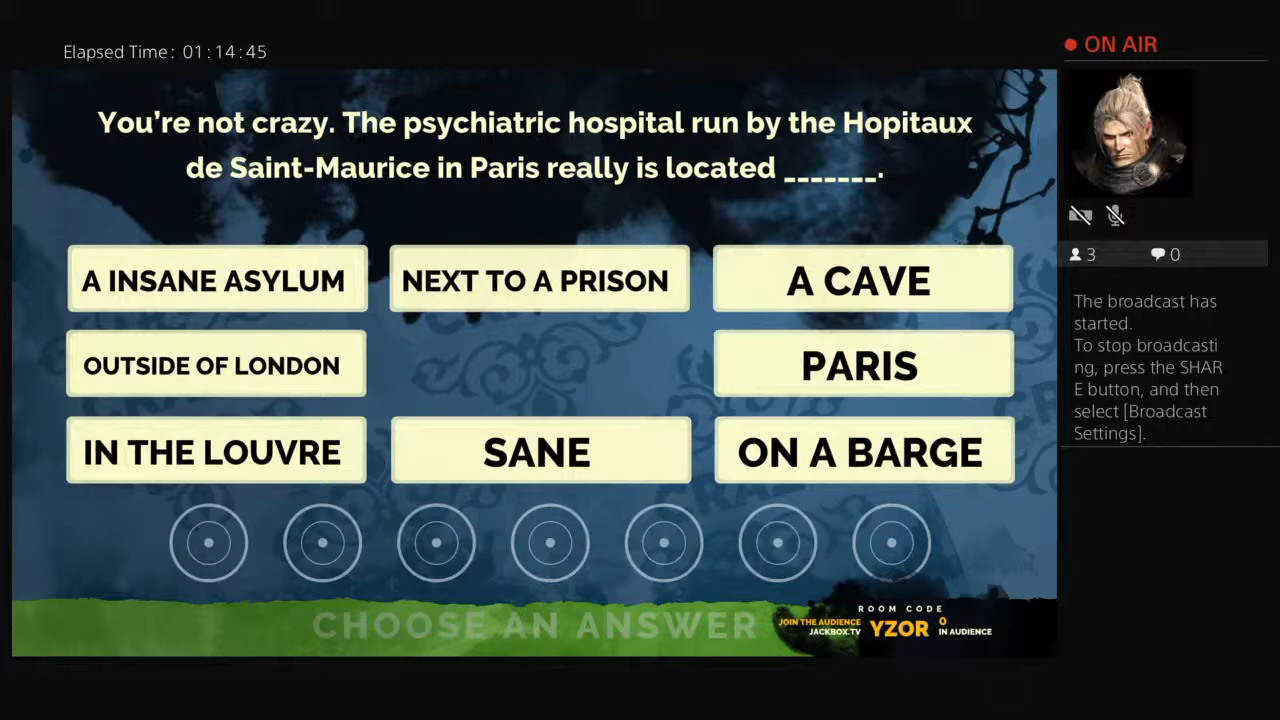 Elapsed Time: 01:14:45
ON AIR
You're not crazy. The psychiatric hospital run by the Hopitaux
de Saint-Maurice in Paris really is located _______.
A INSANE ASYLUM
NEXT TO A PRISON
A CAVE
OUTSIDE OF LONDON
PARIS
IN THE LOUVRE
SANE
ON A BARGE
CHOOSE AN ANSWER
JOIN THE AUDIENCE
JACKBOX.TV
ROOM CODE
YZOR
0
IN AUDIENCE
3
0
The broadcast has
started.
To stop broadcasti
ng, press the SHAR
E button, and then
select [Broadcast
Settings].